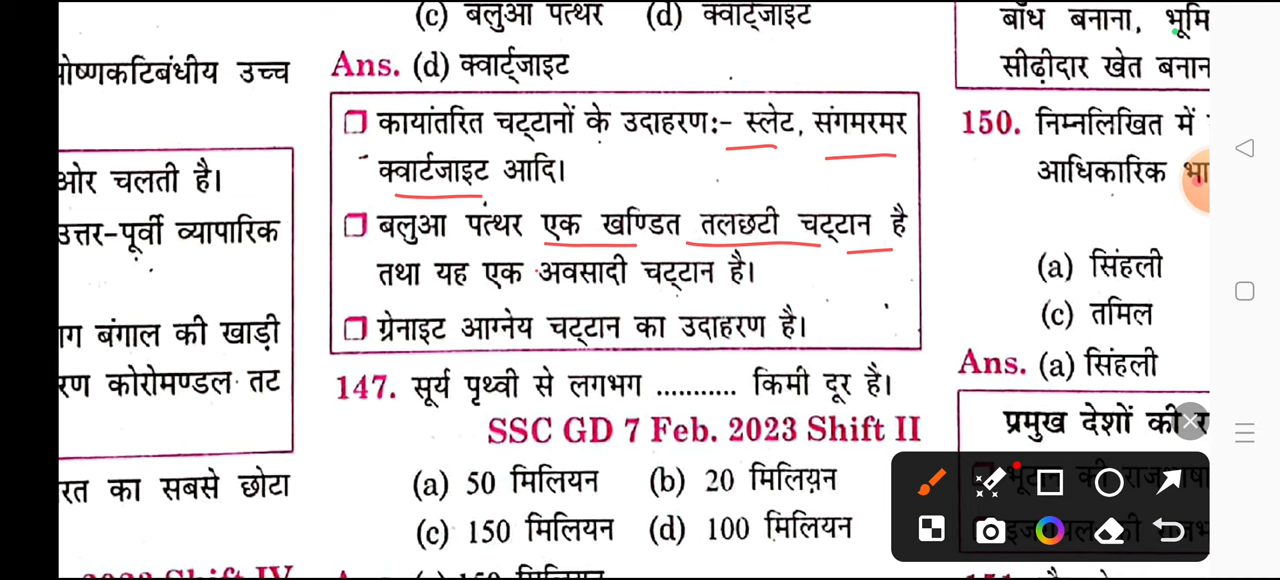 योष्णकटिबंधीय उच्च
ओर चलती है।
उत्तर-पूर्वी व्यापारिक
बंगाल की खाड़ी
कोरोमण्डल तट
का सबसे छोटा
2023 Shift IV
(c) बलुआ पत्थर (d) क्वार्ट्जाइट
Ans. (d) क्वार्ट्जाइट
कायांतरित चट्टानों के उदाहरण:- स्लेट, संगमरमर
क्वार्टजाइट आदि।
बलुआ पत्थर एक खण्डित तलछटी चट्टान है
तथा यह एक अवसादी चट्टान है।
ग्रेनाइट आग्नेय चट्टान का उदाहरण है।
147. सूर्य पृथ्वी से लगभग ........... किमी दूर है।
SSC GD 7 Feb. 2023 Shift II
(a) 50 मिलियन (b) 20 मिलियन
(c) 150 मिलियन (d) 100 मिलियन
बाँध बनाना, भूमि
सीढ़ीदार खेत बनान
150. निम्नलिखित में
आधिकारिक भा
(a) सिंहली
(c) तमिल
Ans. (a) सिंहली
प्रमुख देशों की